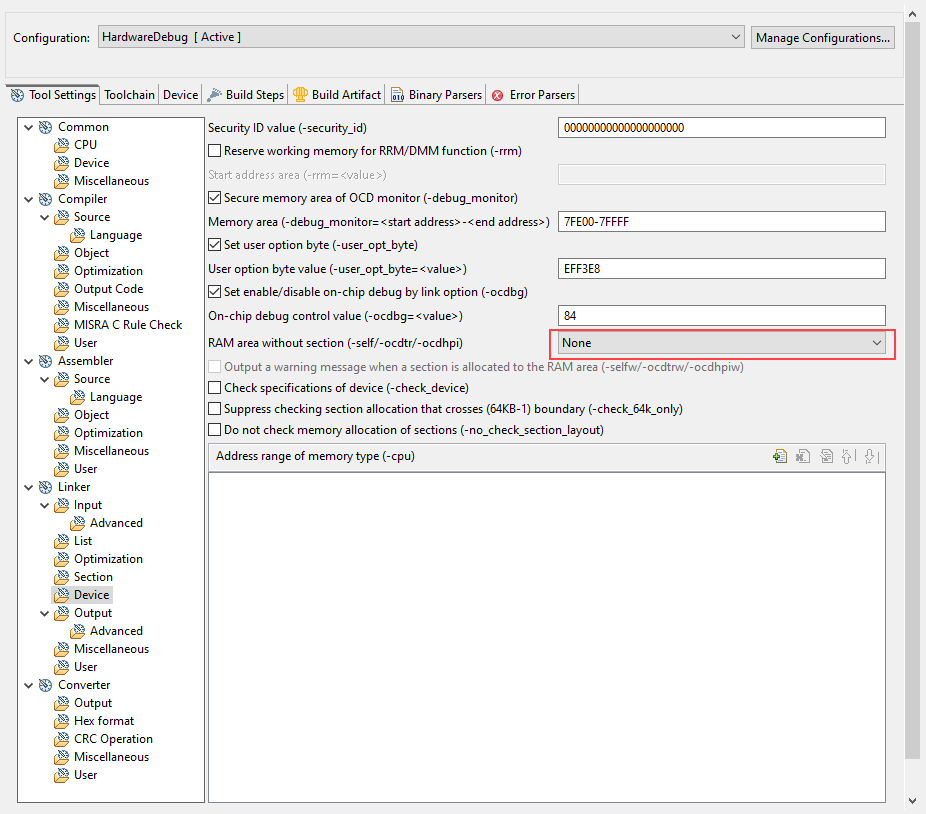 Configuration: HardwareDebug [ Active ] Manage Configurations...
Tool Settings Toolchain Device Build Steps Build Artifact Binary Parsers Error Parsers
Common
CPU
Device
Miscellaneous
Compiler
Source
Language
Object
Optimization
Output Code
Miscellaneous
MISRA C Rule Check
User
Assembler
Source
Language
Object
Optimization
Miscellaneous
User
Linker
Input
Advanced
List
Optimization
Section
Device
Output
Advanced
Miscellaneous
User
Converter
Output
Hex format
CRC Operation
Miscellaneous
User
Security ID value (-security_id) 00000000000000000000
Reserve working memory for RRM/DMM function (-rrm)
Start address area (-rrm=<value>)
Secure memory area of OCD monitor (-debug_monitor)
Memory area (-debug_monitor=<start address>-<end address>) 7FE00-7FFFF
Set user option byte (-user_opt_byte)
User option byte value (-user_opt_byte=<value>) EFF3E8
Set enable/disable on-chip debug by link option (-ocdbg)
On-chip debug control value (-ocdbg=<value>) 84
RAM area without section (-self/-ocdtr/-ocdhpi) None
Output a warning message when a section is allocated to the RAM area (-selfw/-ocdtrw/-ocdhpiw)
Check specifications of device (-check_device)
Suppress checking section allocation that crosses (64KB-1) boundary (-check_64k_only)
Do not check memory allocation of sections (-no_check_section_layout)
Address range of memory type (-cpu)